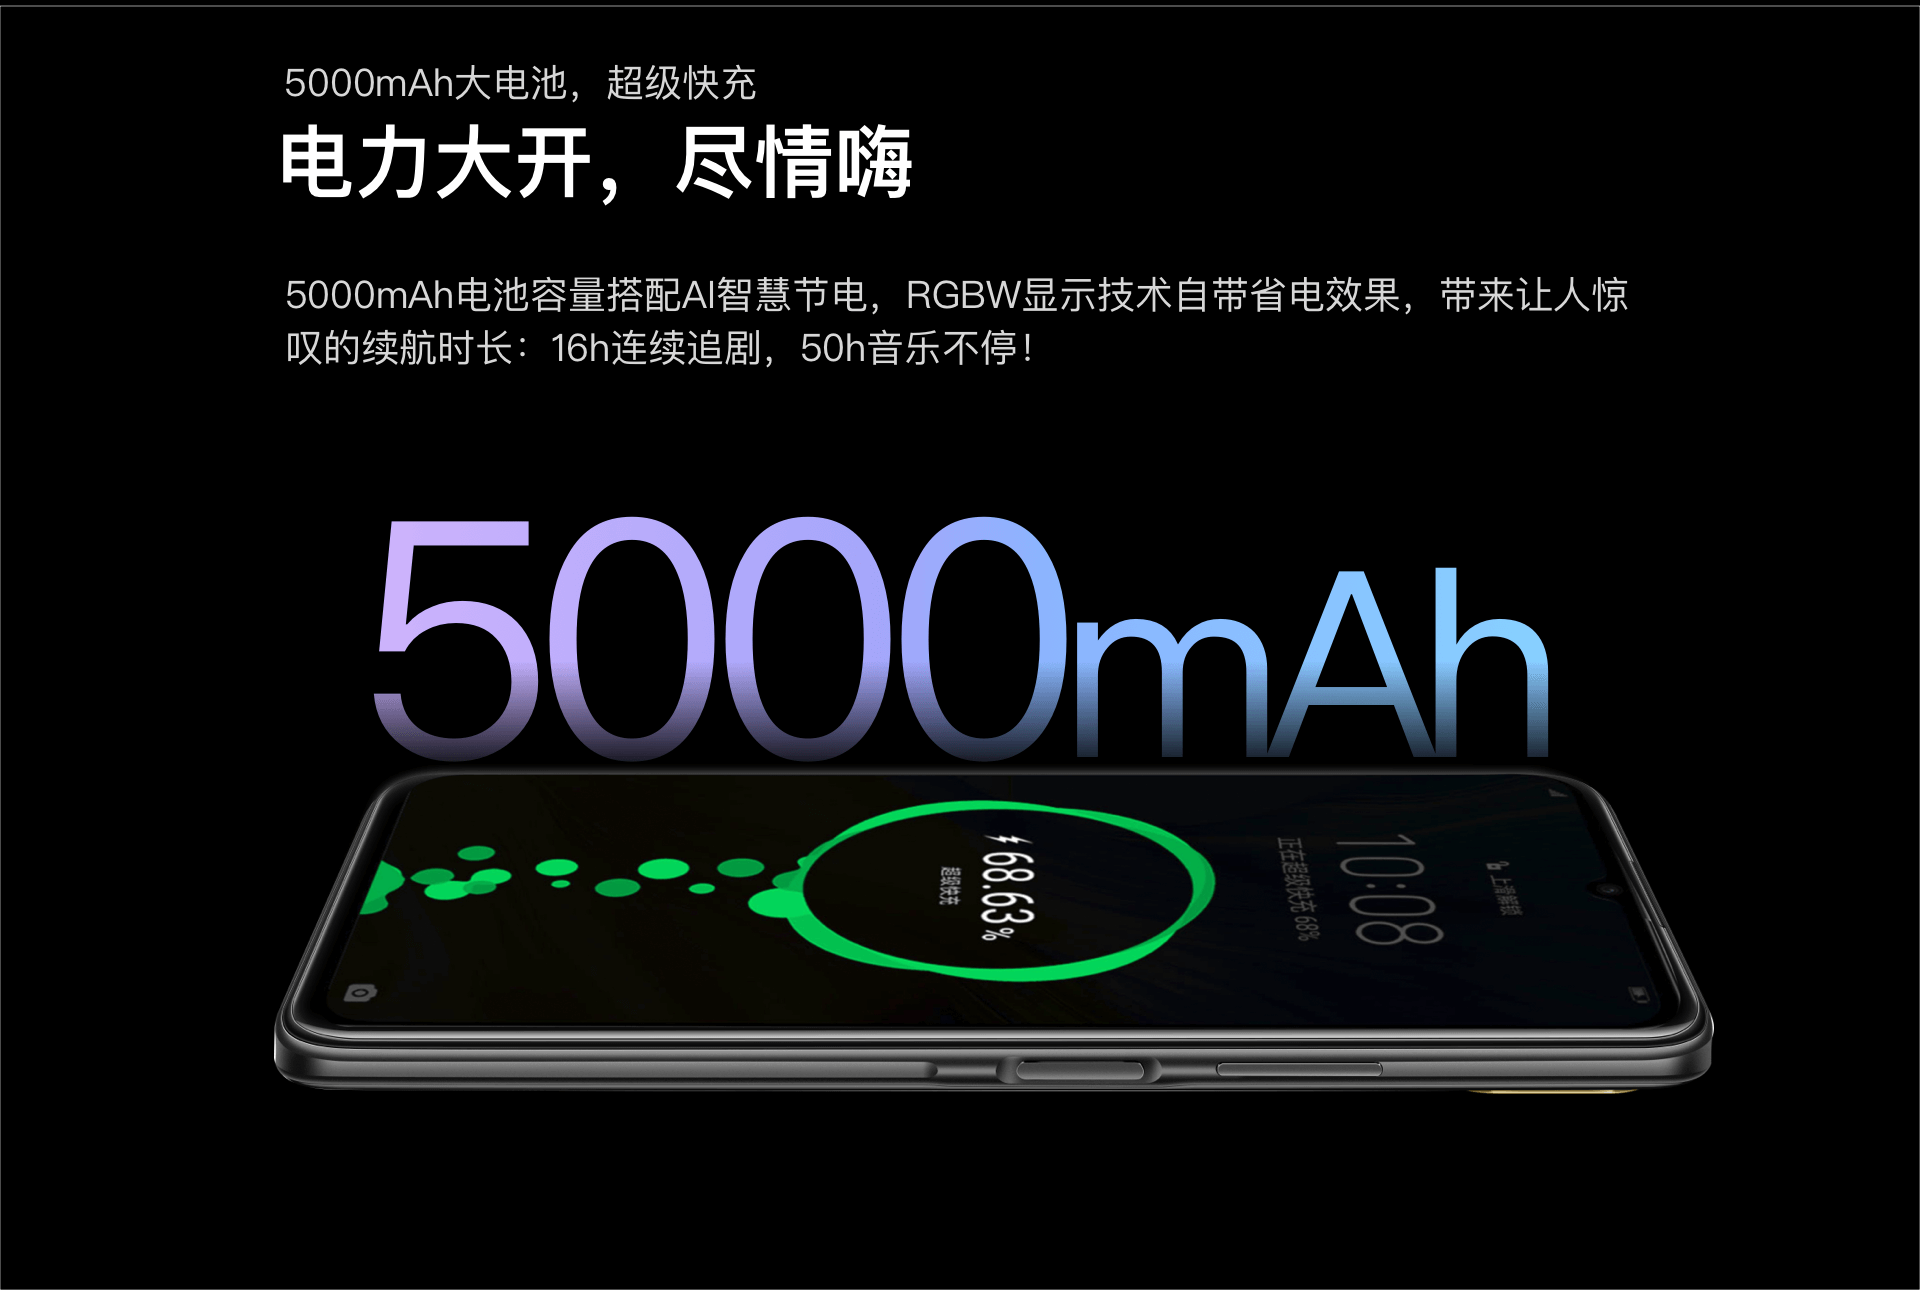 5000mAh大电池，超级快充
电力大开，尽情嗨
5000mAh电池容量搭配AI智慧节电，RGBW显示技术自带省电效果，带来让人惊
叹的续航时长：16h连续追剧，50h音乐不停！
5000mAh
68.63%
超级快充
10:08
正在超级快充 68%
上滑解锁